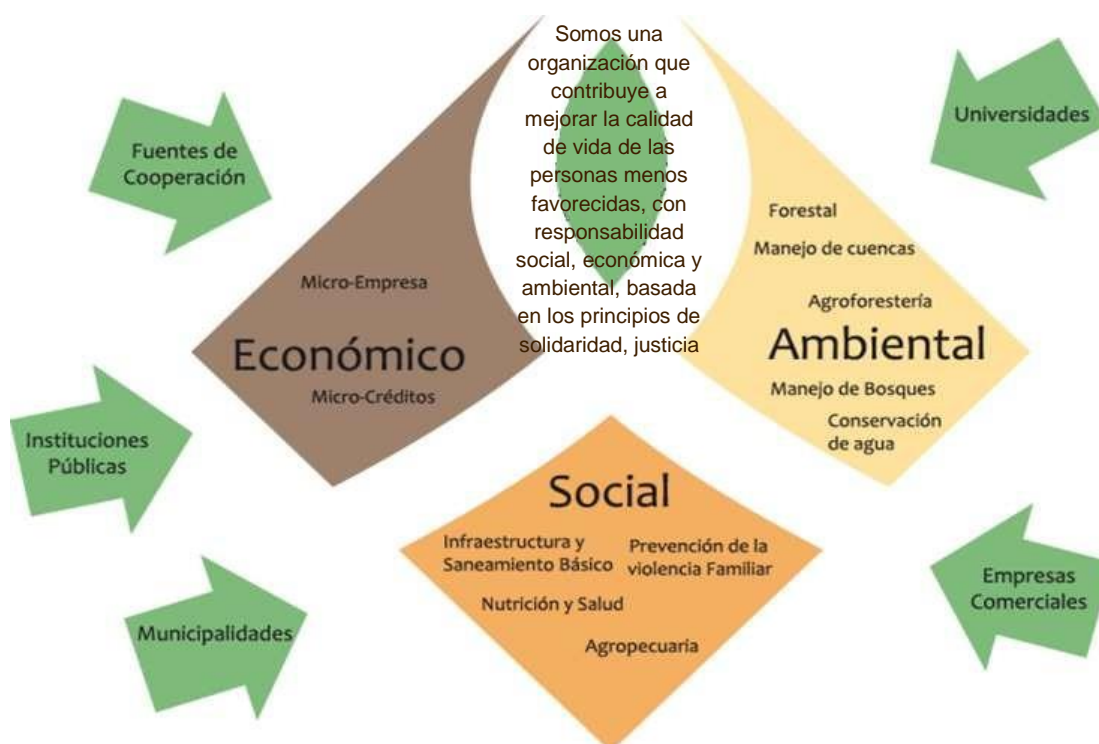 Somos una
organización que
contribuye a
mejorar la calidad
de vida de las
personas menos
favorecidas, con
responsabilidad
social, económica y
ambiental, basada
en los principios de
solidaridad, justicia
Fuentes de
Cooperación
Universidades
Micro-Empresa
Económico
Micro-Créditos
Forestal
Manejo de cuencas
Agroforestería
Ambiental
Manejo de Bosques
Conservación
de agua
Instituciones
Públicas
Social
Infraestructura y
Saneamiento Básico
Prevención de la
violencia Familiar
Nutrición y Salud
Agropecuaria
Municipalidades
Empresas
Comerciales